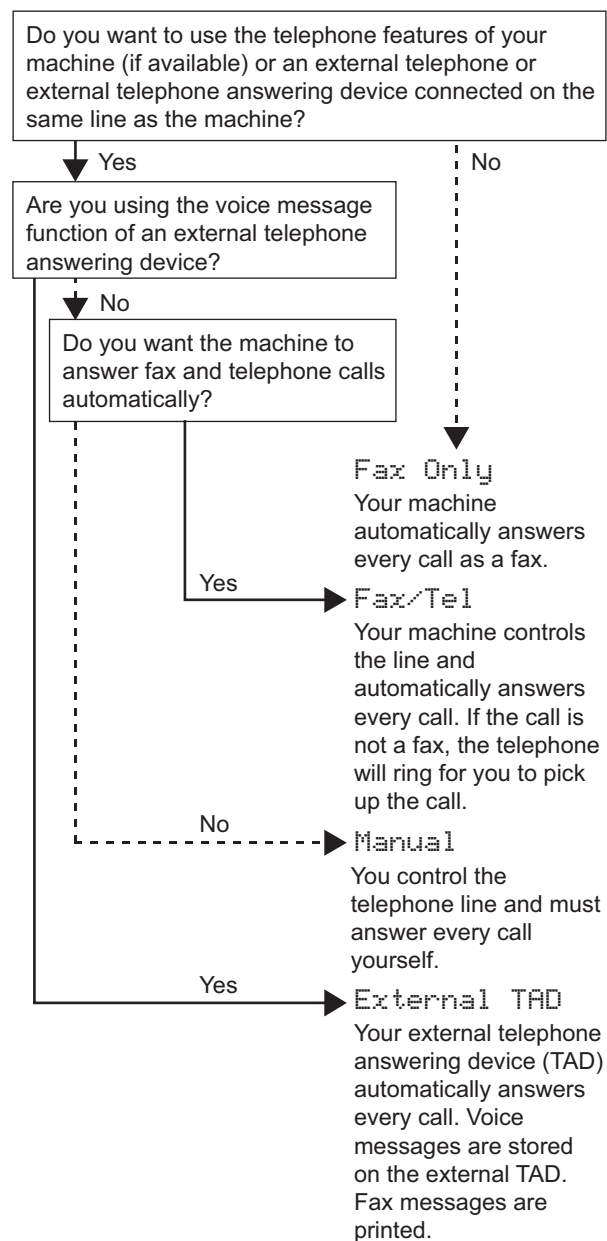 Do you want to use the telephone features of your
machine (if available) or an external telephone or
external telephone answering device connected on the
same line as the machine?
Yes
No
Are you using the voice message
function of an external telephone
answering device?
No
Do you want the machine to
answer fax and telephone calls
automatically?
Fax Only
Your machine
automatically answers
every call as a fax.
Yes
Fax/Tel
Your machine controls
the line and
automatically answers
every call. If the call is
not a fax, the telephone
will ring for you to pick
up the call.
No
Manual
You control the
telephone line and must
answer every call
yourself.
Yes
External TAD
Your external telephone
answering device (TAD)
automatically answers
every call. Voice
messages are stored
on the external TAD.
Fax messages are
printed.